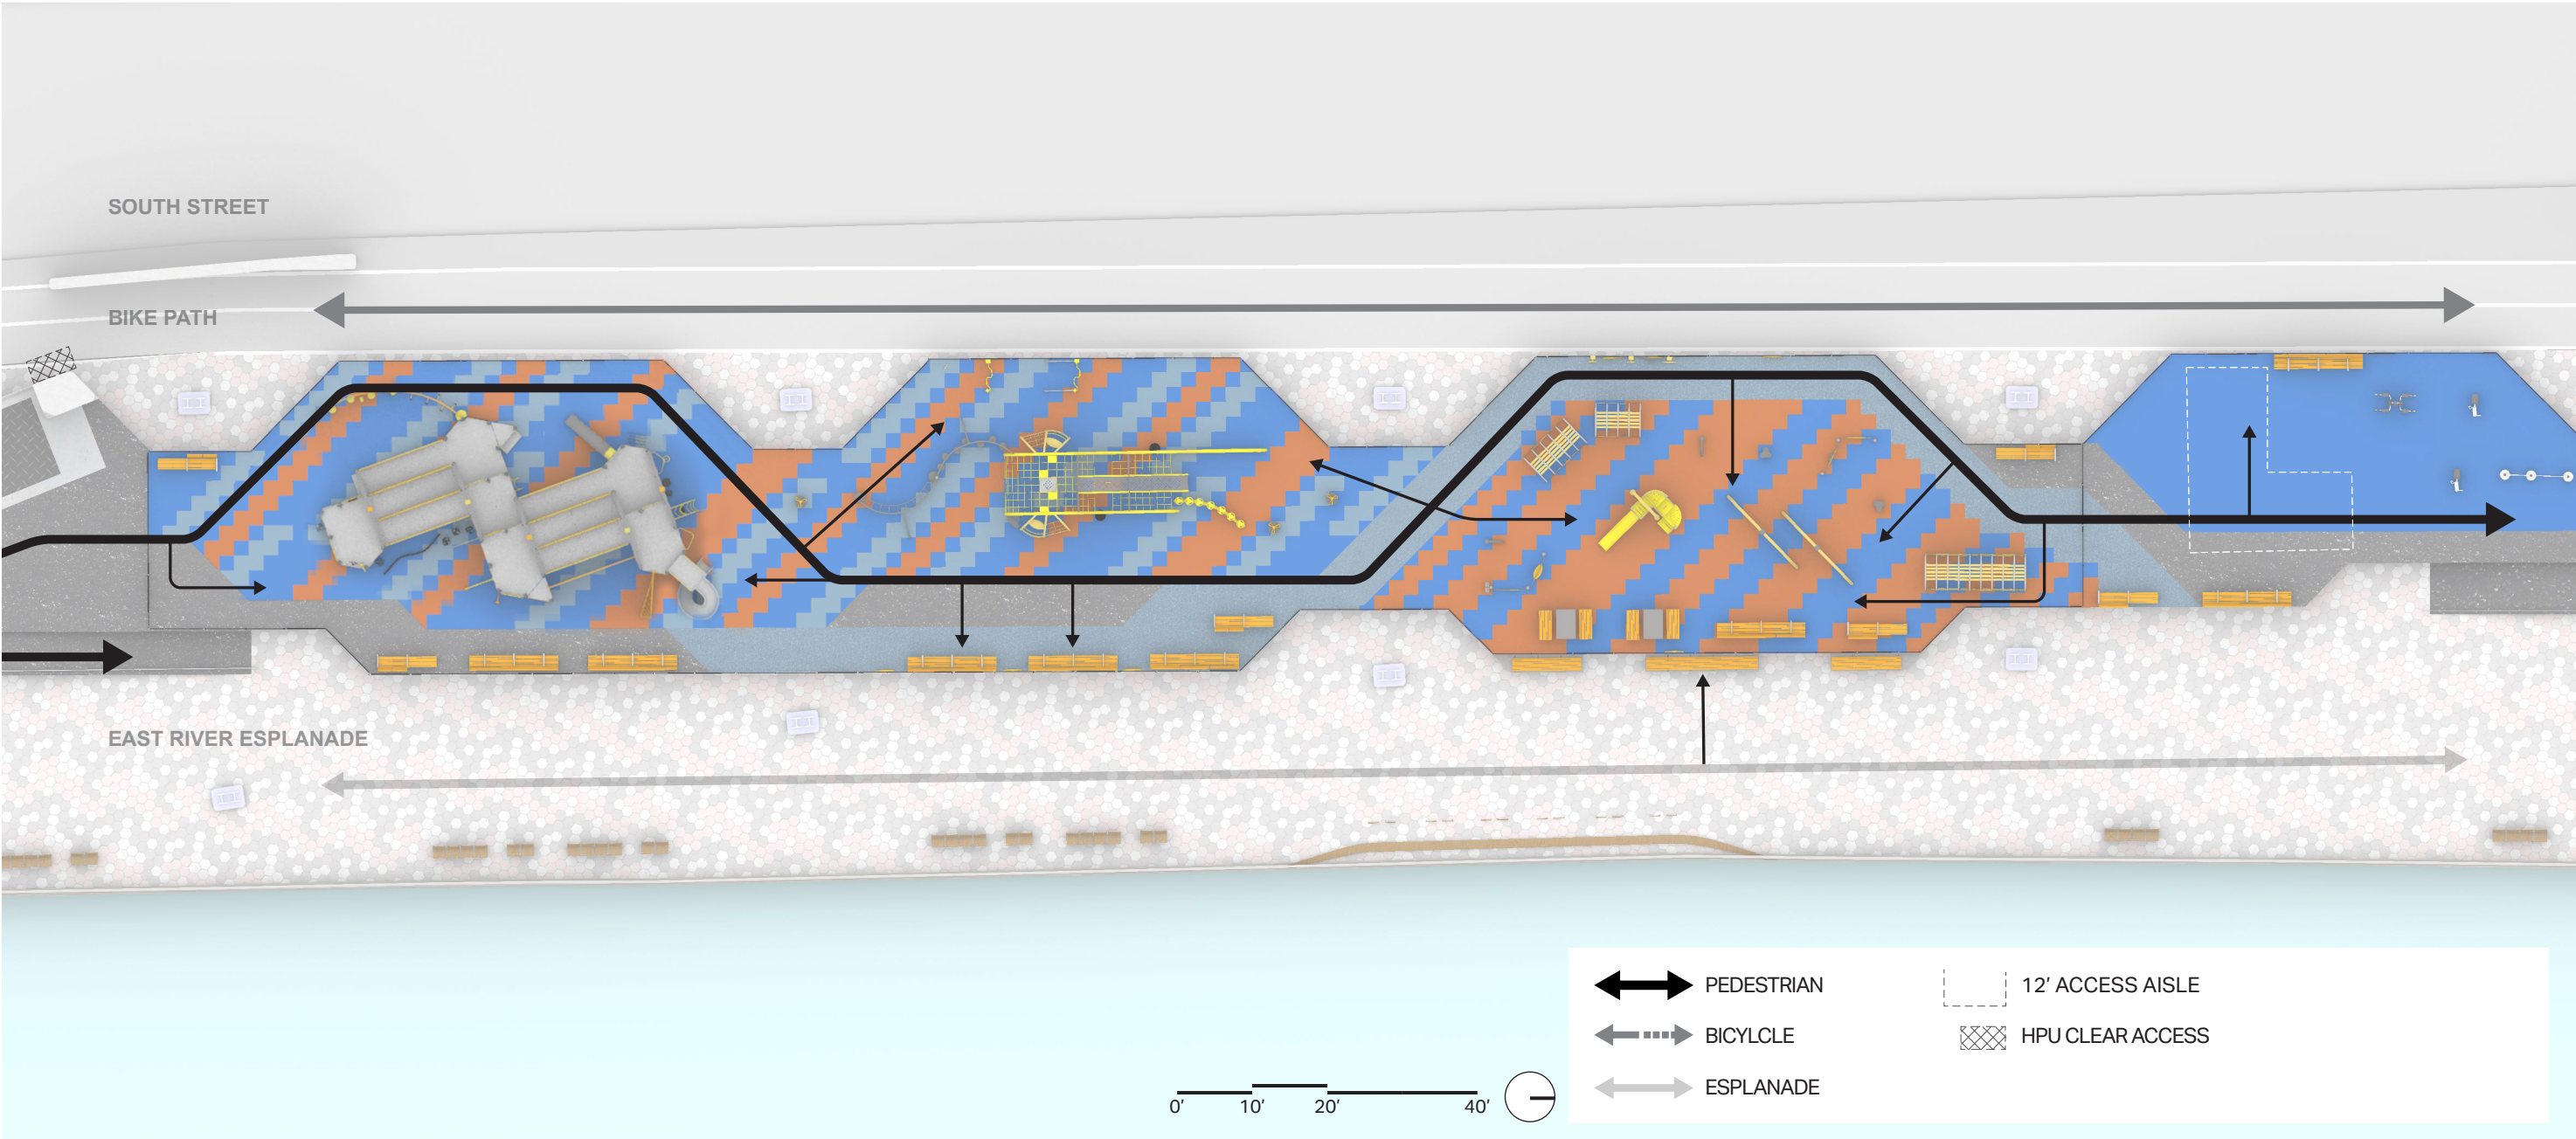 SOUTH STREET
BIKE PATH
EAST RIVER ESPLANADE
PEDESTRIAN
BICYLCLE
ESPLANADE
12’ ACCESS AISLE
HPU CLEAR ACCESS
0’ 10’ 20’ 40’